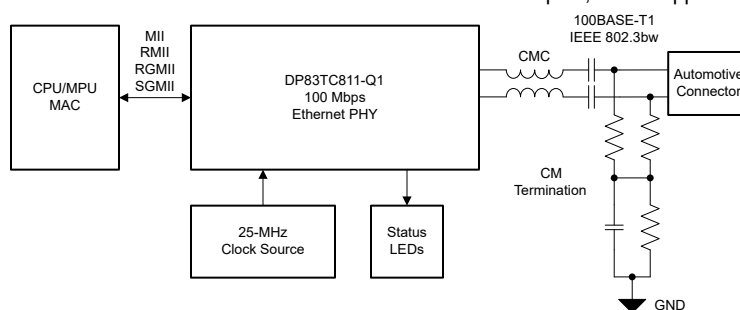 100BASE-T1
IEEE 802.3bw
MII
RMII
RGMII
SGMII
CMC
CPU/MPU
MAC
DP83TC811-Q1
100 Mbps
Ethernet PHY
Automotive
Connector
CM
Termination
25-MHz
Clock Source
Status
LEDs
GND